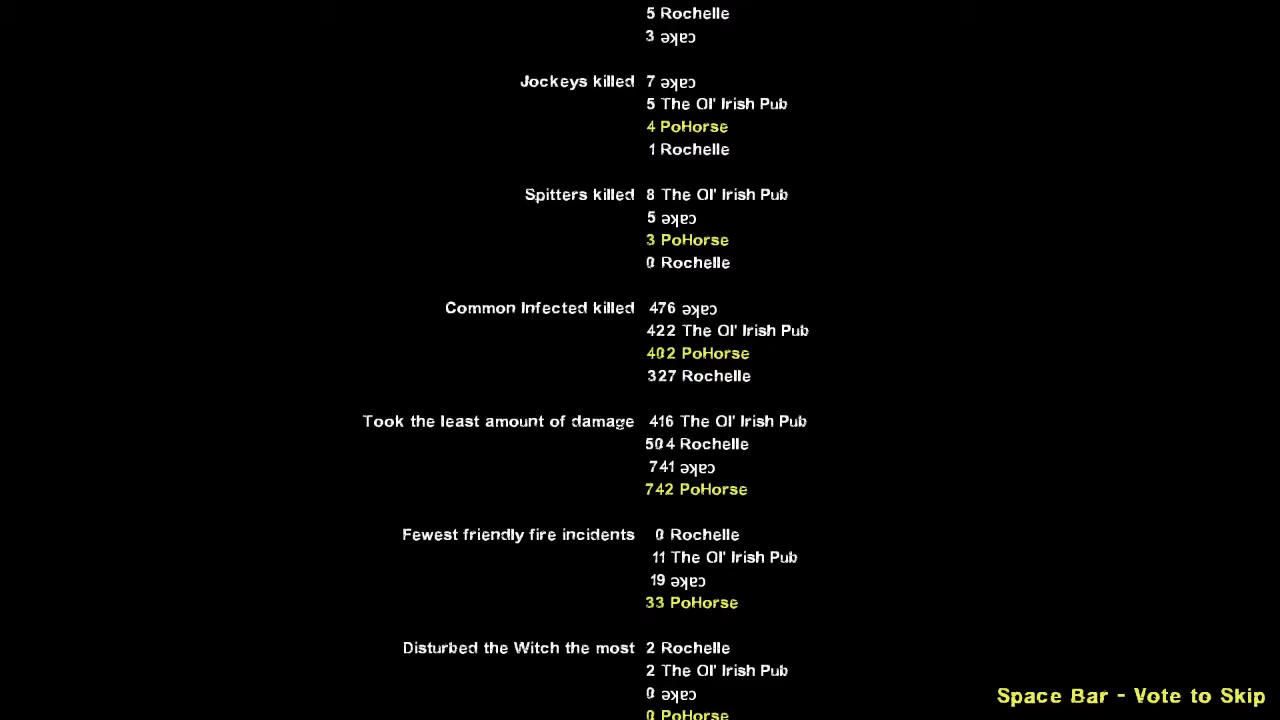 5 Rochelle
3 ǝʞɐɔ
Jockeys killed 7 ǝʞɐɔ
5 The Ol' Irish Pub
4 PoHorse
1 Rochelle
Spitters killed 8 The Ol' Irish Pub
5 ǝʞɐɔ
3 PoHorse
0 Rochelle
Common Infected killed 476 ǝʞɐɔ
422 The Ol' Irish Pub
402 PoHorse
327 Rochelle
Took the least amount of damage 416 The Ol' Irish Pub
504 Rochelle
741 ǝʞɐɔ
742 PoHorse
Fewest friendly fire incidents 0 Rochelle
11 The Ol' Irish Pub
19 ǝʞɐɔ
33 PoHorse
Disturbed the Witch the most 2 Rochelle
2 The Ol' Irish Pub
0 ǝʞɐɔ
0 PoHorse
Space Bar - Vote to Skip